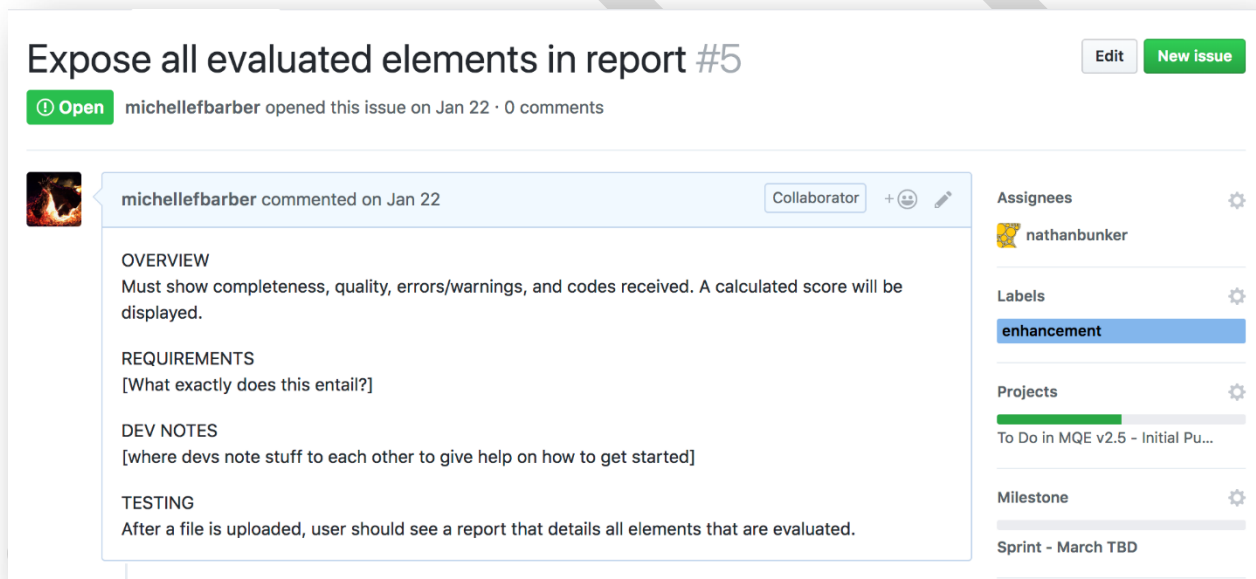 Expose all evaluated elements in report #5
Edit
New issue
Open
michellefbarber opened this issue on Jan 22 · 0 comments
michellefbarber commented on Jan 22
Collaborator
+
OVERVIEW
Must show completeness, quality, errors/warnings, and codes received. A calculated score will be
displayed.
REQUIREMENTS
[What exactly does this entail?]
DEV NOTES
[where devs note stuff to each other to give help on how to get started]
TESTING
After a file is uploaded, user should see a report that details all elements that are evaluated.
Assignees
nathanbunker
Labels
enhancement
Projects
To Do in MQE v2.5 - Initial Pu...
Milestone
Sprint - March TBD